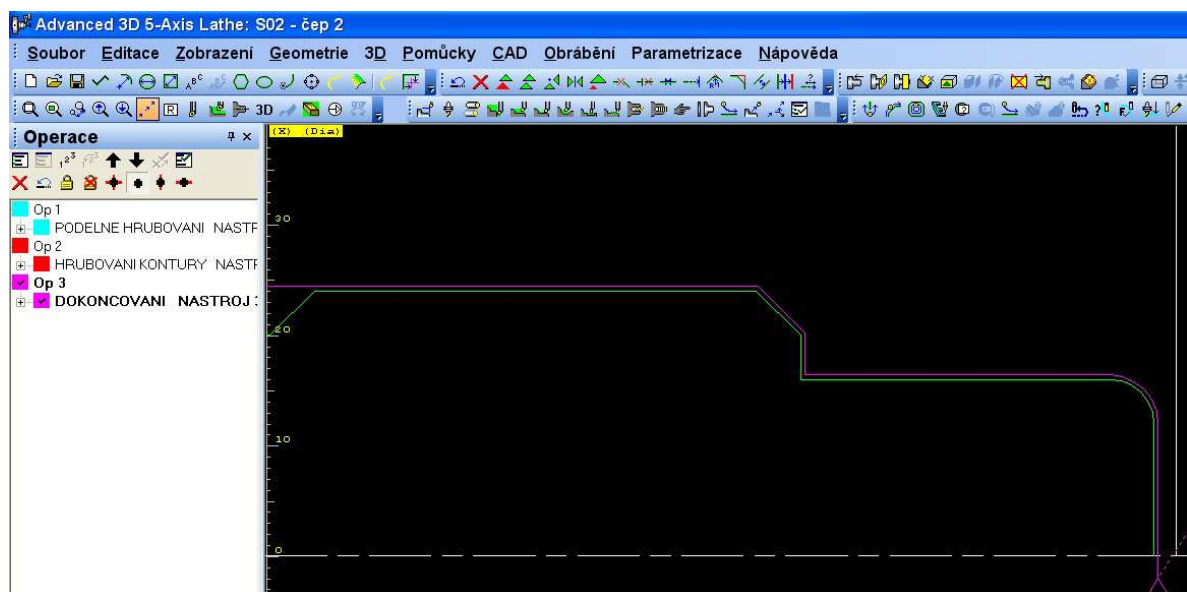 Advanced 3D 5-Axis Lathe: S02 - čep 2
Soubor Editace Zobrazení Geometrie 3D Pomůcky CAD Obrábění Parametrizace Nápověda
3D
Operace
(X) (Dia)
Op 1
PODELNE HRUBOVANI NASTR
Op 2
HRUBOVANI KONTURY NASTR
Op 3
DOKONCOVANI NASTROJ
30
20
10
0